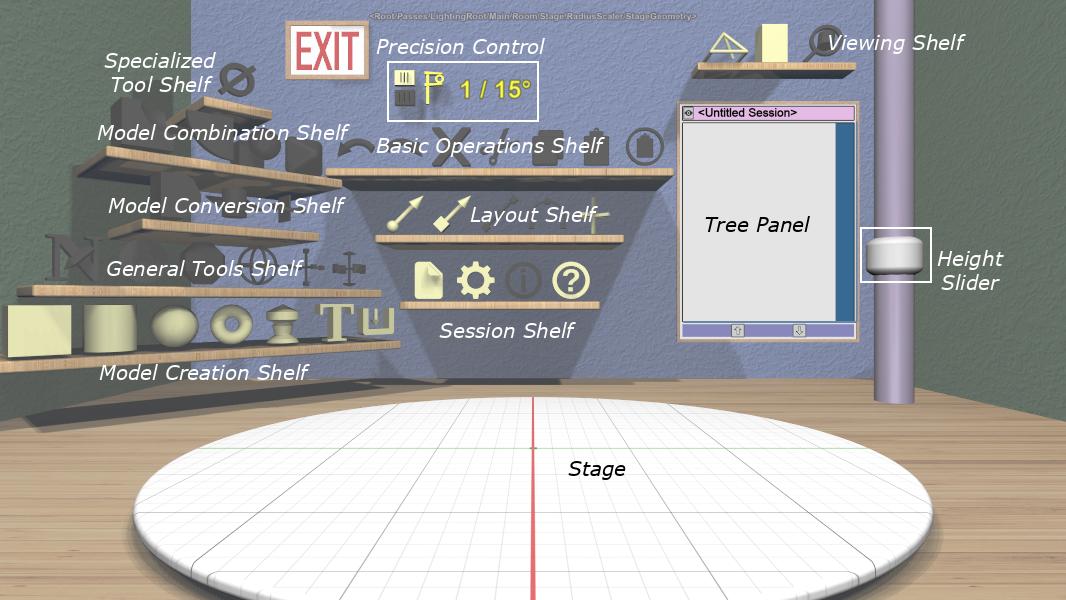 <Root/Passes/LightingRoot/Main/Room/Stage/RadiusScaler/StageGeometry>
EXIT
Precision Control
1 / 15°
Viewing Shelf
Specialized
Tool Shelf
Model Combination Shelf
Basic Operations Shelf
<Untitled Session>
Model Conversion Shelf
Layout Shelf
Tree Panel
General Tools Shelf
Height
Slider
Session Shelf
Model Creation Shelf
Stage